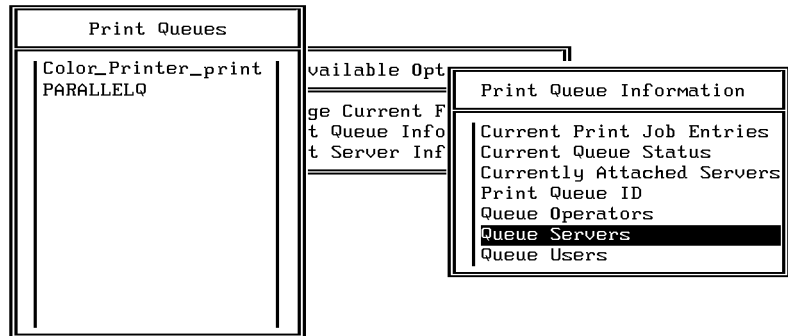 Print Queues
Color_Printer_print
PARALLELQ
vailable Opt
ge Current F
t Queue Info
t Server Inf
Print Queue Information
Current Print Job Entries
Current Queue Status
Currently Attached Servers
Print Queue ID
Queue Operators
Queue Servers
Queue Users